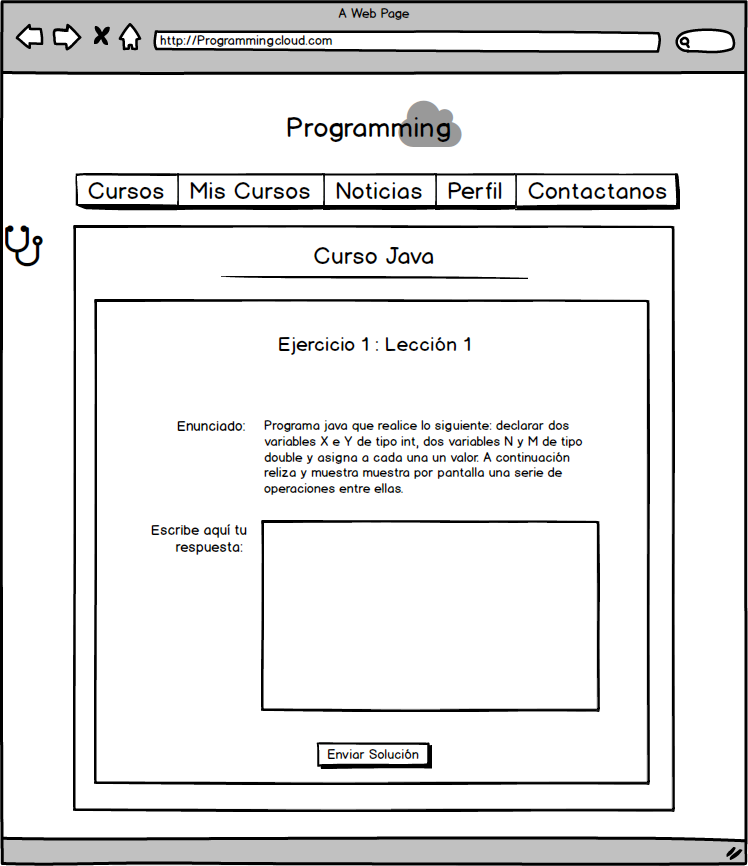 A Web Page
http://Programmingcloud.com
Programming
Cursos Mis Cursos Noticias Perfil Contactanos
Curso Java
Ejercicio 1 : Lección 1
Enunciado:
Programa java que realice lo siguiente: declarar dos
variables X e Y de tipo int, dos variables N y M de tipo
double y asigna a cada una un valor. A continuación
reliza y muestra muestra por pantalla una serie de
operaciones entre ellas.
Escribe aquí tu
respuesta:
Enviar Solución